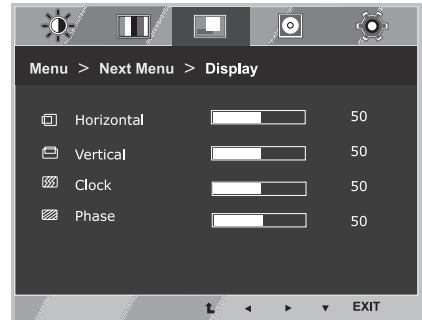 Menu > Next Menu > Display
Horizontal 50
Vertical 50
Clock 50
Phase 50
EXIT